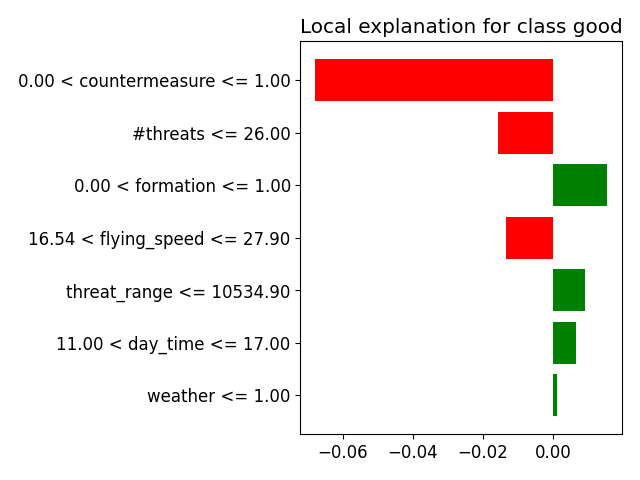 Local explanation for class good
0.00 < countermeasure <= 1.00
#threats <= 26.00
0.00 < formation <= 1.00
16.54 < flying_speed <= 27.90
threat_range <= 10534.90
11.00 < day_time <= 17.00
weather <= 1.00
−0.06 −0.04 −0.02 0.00